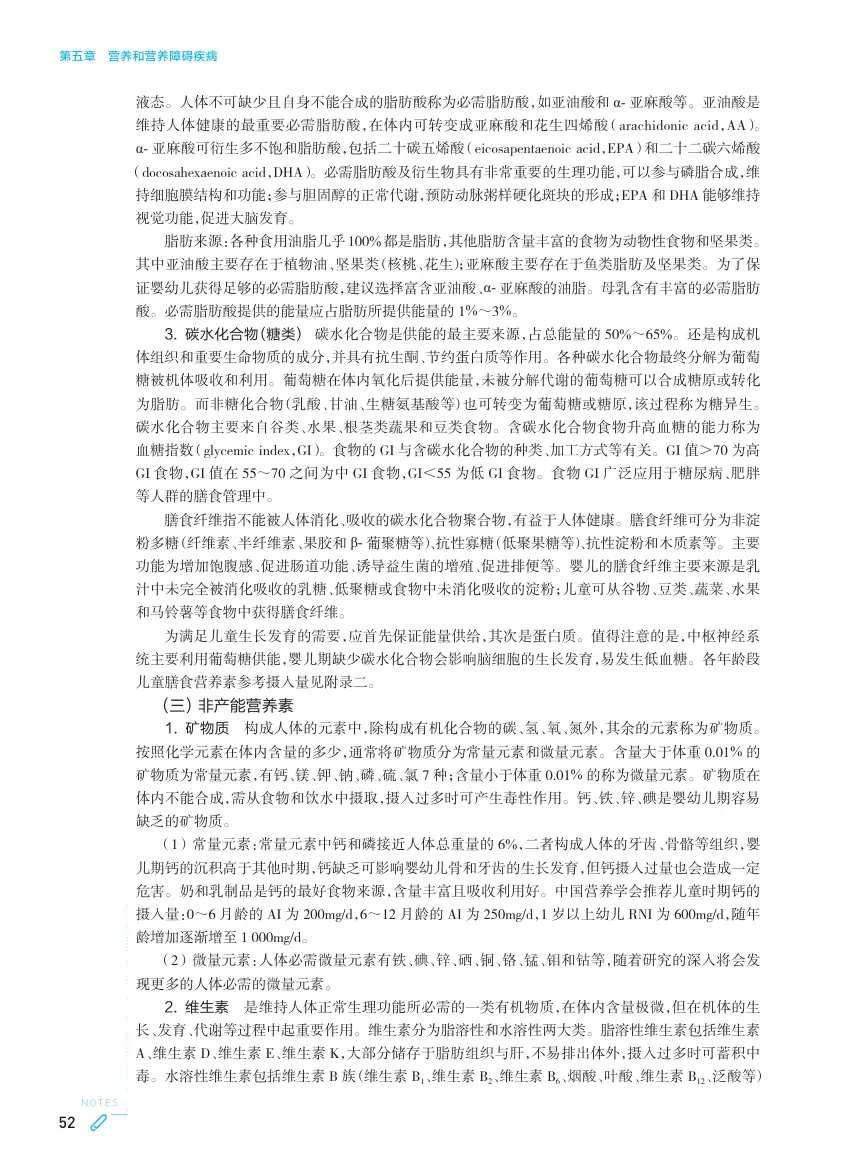 第五章 营养和营养障碍疾病
液态。人体不可缺少且自身不能合成的脂肪酸称为必需脂肪酸,如亚油酸和 α- 亚麻酸等。亚油酸是
维持人体健康的最重要必需脂肪酸,在体内可转变成亚麻酸和花生四烯酸(arachidonic acid,AA)。
α- 亚麻酸可衍生多不饱和脂肪酸,包括二十碳五烯酸(eicosapentaenoic acid,EPA)和二十二碳六烯酸
(docosahexaenoic acid,DHA)。必需脂肪酸及衍生物具有非常重要的生理功能,可以参与磷脂合成,维
持细胞膜结构和功能;参与胆固醇的正常代谢,预防动脉粥样硬化斑块的形成;EPA 和 DHA 能够维持
视觉功能,促进大脑发育。
脂肪来源:各种食用油脂几乎100%都是脂肪,其他脂肪含量丰富的食物为动物性食物和坚果类。
其中亚油酸主要存在于植物油、坚果类(核桃、花生);亚麻酸主要存在于鱼类脂肪及坚果类。为了保
证婴幼儿获得足够的必需脂肪酸,建议选择富含亚油酸、α- 亚麻酸的油脂。母乳含有丰富的必需脂肪
酸。必需脂肪酸提供的能量应占脂肪所提供能量的 1%～3%。
3. 碳水化合物(糖类) 碳水化合物是供能的最主要来源,占总能量的 50%～65%。还是构成机
体组织和重要生命物质的成分,并具有抗生酮、节约蛋白质等作用。各种碳水化合物最终分解为葡萄
糖被机体吸收和利用。葡萄糖在体内氧化后提供能量,未被分解代谢的葡萄糖可以合成糖原或转化
为脂肪。而非糖化合物(乳酸、甘油、生糖氨基酸等)也可转变为葡萄糖或糖原,该过程称为糖异生。
碳水化合物主要来自谷类、水果、根茎类蔬果和豆类食物。含碳水化合物食物升高血糖的能力称为
血糖指数(glycemic index,GI)。食物的 GI 与含碳水化合物的种类、加工方式等有关。GI 值＞70 为高
GI 食物,GI 值在 55～70 之间为中 GI 食物,GI＜55 为低 GI 食物。食物 GI 广泛应用于糖尿病、肥胖
等人群的膳食管理中。
膳食纤维指不能被人体消化、吸收的碳水化合物聚合物,有益于人体健康。膳食纤维可分为非淀
粉多糖(纤维素、半纤维素、果胶和 β- 葡聚糖等)、抗性寡糖(低聚果糖等)、抗性淀粉和木质素等。主要
功能为增加饱腹感、促进肠道功能、诱导益生菌的增殖、促进排便等。婴儿的膳食纤维主要来源是乳
汁中未完全被消化吸收的乳糖、低聚糖或食物中未消化吸收的淀粉;儿童可从谷物、豆类、蔬菜、水果
和马铃薯等食物中获得膳食纤维。
为满足儿童生长发育的需要,应首先保证能量供给,其次是蛋白质。值得注意的是,中枢神经系
统主要利用葡萄糖供能,婴儿期缺少碳水化合物会影响脑细胞的生长发育,易发生低血糖。各年龄段
儿童膳食营养素参考摄入量见附录二。
(三)非产能营养素
1. 矿物质 构成人体的元素中,除构成有机化合物的碳、氢、氧、氮外,其余的元素称为矿物质。
按照化学元素在体内含量的多少,通常将矿物质分为常量元素和微量元素。含量大于体重 0.01% 的
矿物质为常量元素,有钙、镁、钾、钠、磷、硫、氯 7 种;含量小于体重 0.01% 的称为微量元素。矿物质在
体内不能合成,需从食物和饮水中摄取,摄入过多时可产生毒性作用。钙、铁、锌、碘是婴幼儿期容易
缺乏的矿物质。
(1)常量元素:常量元素中钙和磷接近人体总重量的 6%,二者构成人体的牙齿、骨骼等组织,婴
儿期钙的沉积高于其他时期,钙缺乏可影响婴幼儿骨和牙齿的生长发育,但钙摄入过量也会造成一定
危害。奶和乳制品是钙的最好食物来源,含量丰富且吸收利用好。中国营养学会推荐儿童时期钙的
摄入量:0～6 月龄的 AI 为 200mg/d,6～12 月龄的 AI 为 250mg/d,1 岁以上幼儿 RNI 为 600mg/d,随年
龄增加逐渐增至 1 000mg/d。
(2)微量元素:人体必需微量元素有铁、碘、锌、硒、铜、铬、锰、钼和钴等,随着研究的深入将会发
现更多的人体必需的微量元素。
2. 维生素 是维持人体正常生理功能所必需的一类有机物质,在体内含量极微,但在机体的生
长、发育、代谢等过程中起重要作用。维生素分为脂溶性和水溶性两大类。脂溶性维生素包括维生素
A、维生素 D、维生素 E、维生素 K,大部分储存于脂肪组织与肝,不易排出体外,摄入过多时可蓄积中
毒。水溶性维生素包括维生素 B 族(维生素 B₁、维生素 B₂、维生素 B₆、烟酸、叶酸、维生素 B₁₂、泛酸等)
NOTES
52